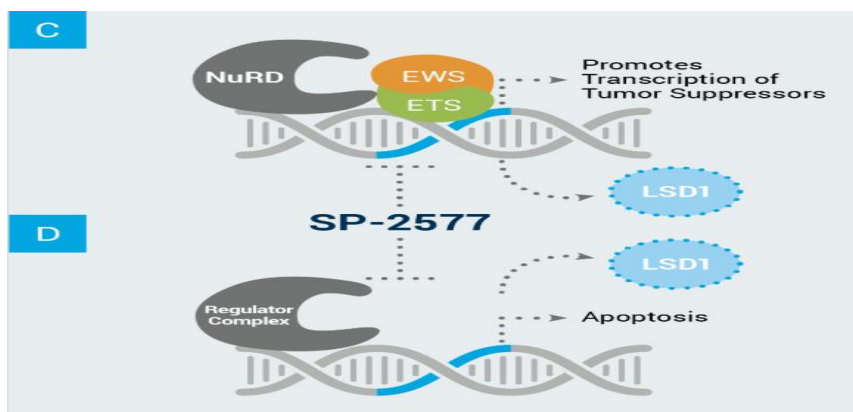 C
NuRD
EWS
ETS
Promotes
Transcription of
Tumor Suppressors
LSD1
SP-2577
D
LSD1
Regulator
Complex
Apoptosis